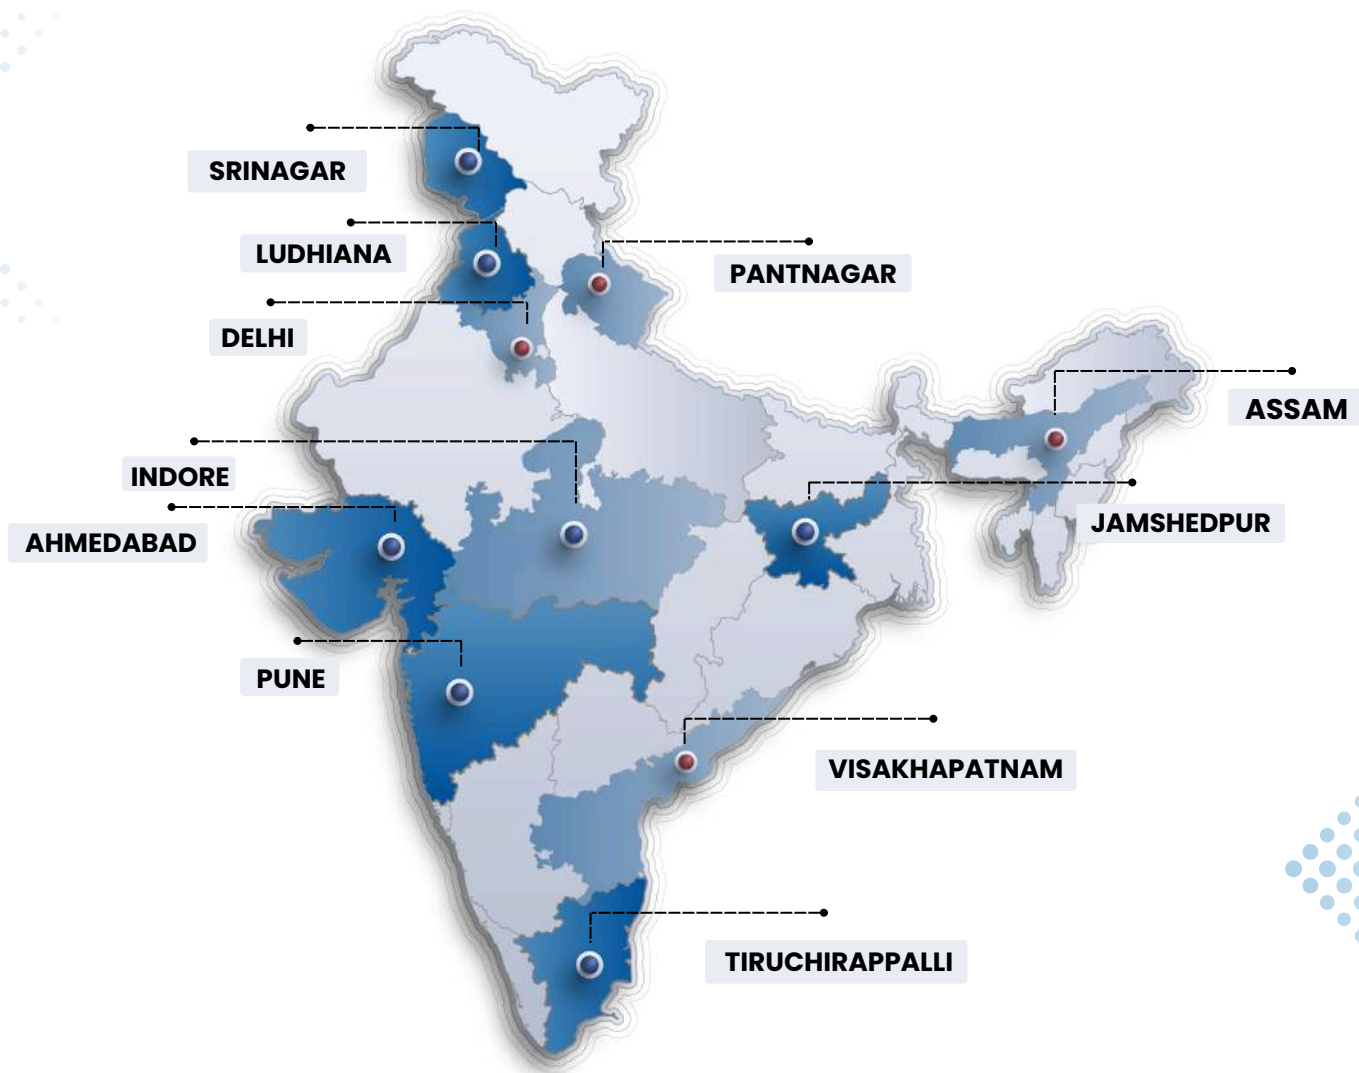 SRINAGAR
LUDHIANA
PANTNAGAR
DELHI
ASSAM
INDORE
JAMSHEDPUR
AHMEDABAD
PUNE
VISAKHAPATNAM
TIRUCHIRAPPALLI